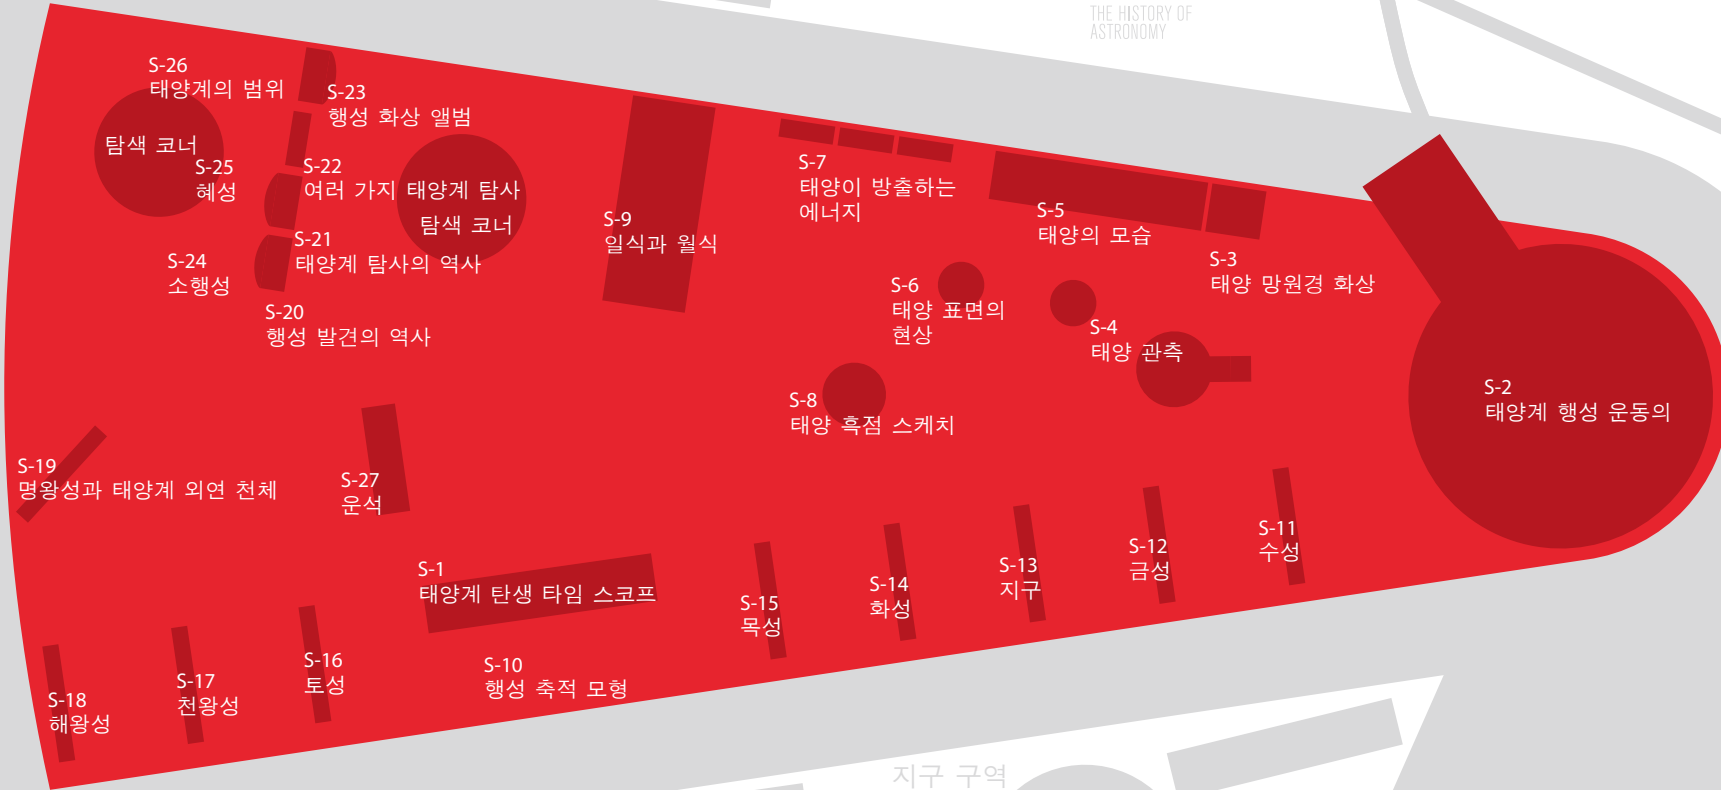 THE HISTORY OF
ASTRONOMY
S-26
태양계의 범위
탐색 코너
S-25
혜성
S-23
행성 화상 앨범
S-22
여러 가지 태양계 탐사
탐색 코너
S-21
태양계 탐사의 역사
S-24
소행성
S-20
행성 발견의 역사
S-9
일식과 월식
S-7
태양이 방출하는
에너지
S-5
태양의 모습
S-3
태양 망원경 화상
S-6
태양 표면의
현상
S-4
태양 관측
S-8
태양 흑점 스케치
S-2
태양계 행성 운동의
S-19
명왕성과 태양계 외연 천체
S-27
운석
S-1
태양계 탄생 타임 스코프
S-15
목성
S-14
화성
S-13
지구
S-12
금성
S-11
수성
S-18
해왕성
S-17
천왕성
S-16
토성
S-10
행성 축적 모형
지구 구역